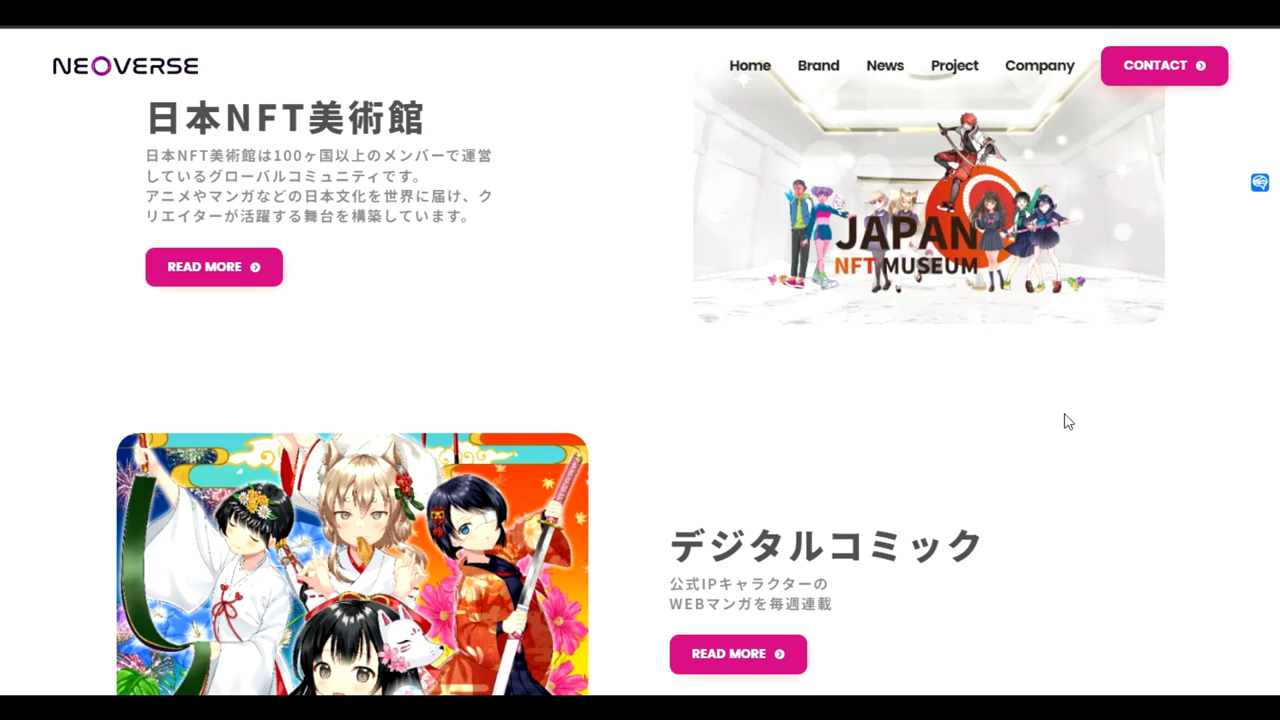 NEOVERSE
Home Brand News Project Company CONTACT
日本NFT美術館
日本NFT美術館は100ヶ国以上のメンバーで運営
しているグローバルコミュニティです。
アニメやマンガなどの日本文化を世界に届け、ク
リエイターが活躍する舞台を構築しています。
READ MORE
JAPAN
NFT MUSEUM
デジタルコミック
公式IPキャラクターの
WEBマンガを毎週連載
READ MORE